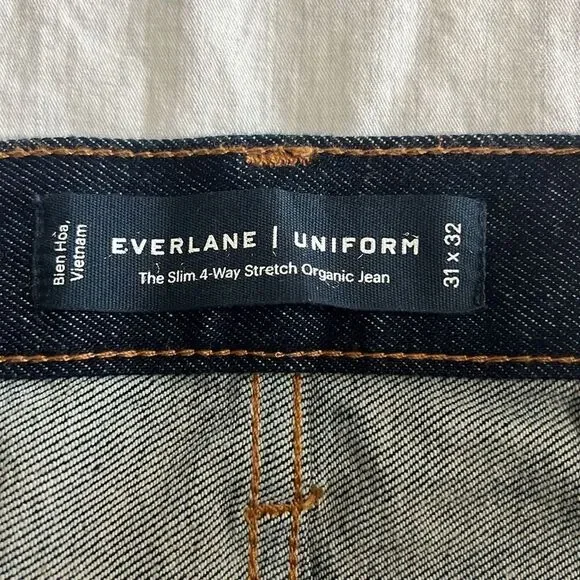 Bien Hòa,
Vietnam
EVERLANE | UNIFORM
The Slim 4-Way Stretch Organic Jean
31 x 32